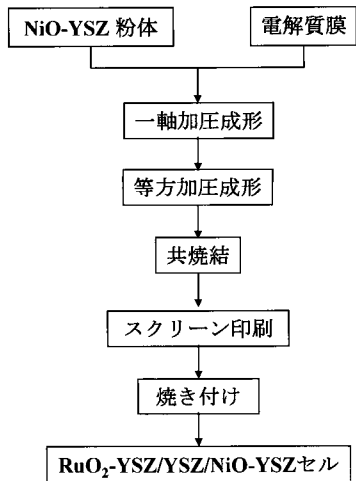 NiO-YSZ 粉体
電解質膜
一軸加圧成形
等方加圧成形
共焼結
スクリーン印刷
焼き付け
RuO₂-YSZ/YSZ/NiO-YSZセル